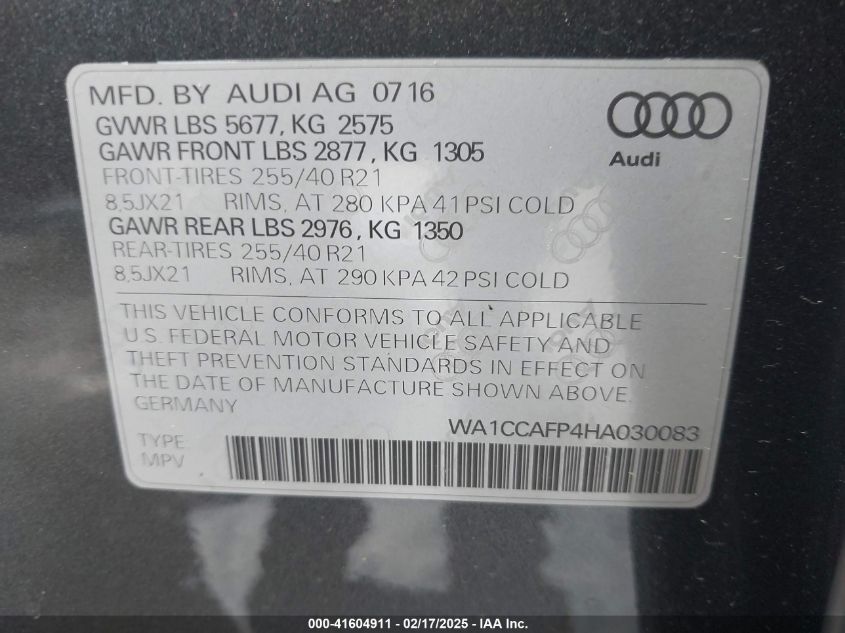 MFD. BY AUDI AG 0716
GVWR LBS 5677, KG 2575
GAWR FRONT LBS 2877, KG 1305
FRONT-TIRES 255/40 R21
8,5JX21 RIMS, AT 280 KPA 41 PSI COLD
GAWR REAR LBS 2976, KG 1350
REAR-TIRES 255/40 R21
8,5JX21 RIMS, AT 290 KPA 42 PSI COLD
Audi
THIS VEHICLE CONFORMS TO ALL APPLICABLE
U.S. FEDERAL MOTOR VEHICLE SAFETY AND
THEFT PREVENTION STANDARDS IN EFFECT ON
THE DATE OF MANUFACTURE SHOWN ABOVE.
GERMANY
WA1CCAFP4HA030083
TYPE:
MPV
000-41604911 - 02/17/2025 - IAA Inc.